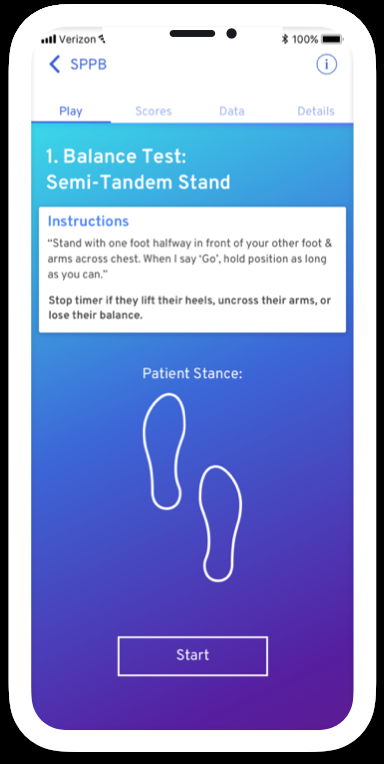 Verizon 100%
SPPB
Play Scores Data Details
1. Balance Test:
Semi-Tandem Stand
Instructions
“Stand with one foot halfway in front of your other foot &
arms across chest. When I say ‘Go’, hold position as long
as you can.”
Stop timer if they lift their heels, uncross their arms, or
lose their balance.
Patient Stance:
Start